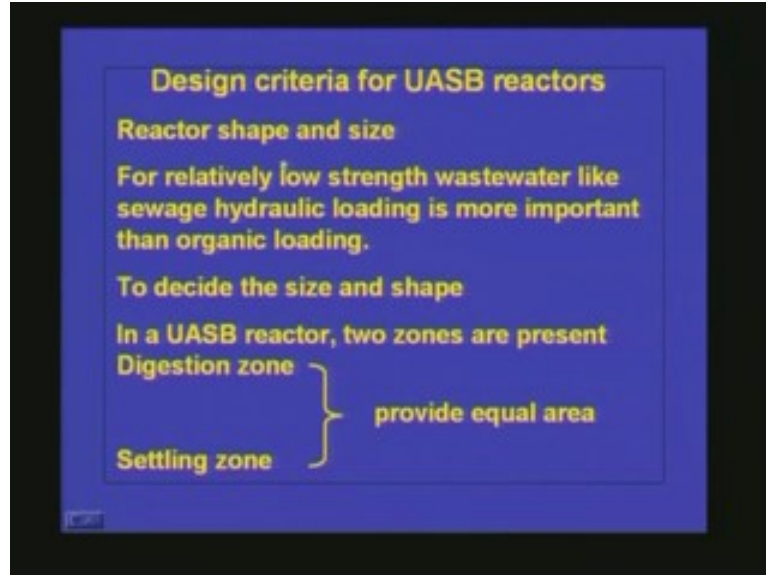 Design criteria for UASB reactors
Reactor shape and size
For relatively low strength wastewater like
sewage hydraulic loading is more important
than organic loading.
To decide the size and shape
In a UASB reactor, two zones are present
Digestion zone
provide equal area
Settling zone